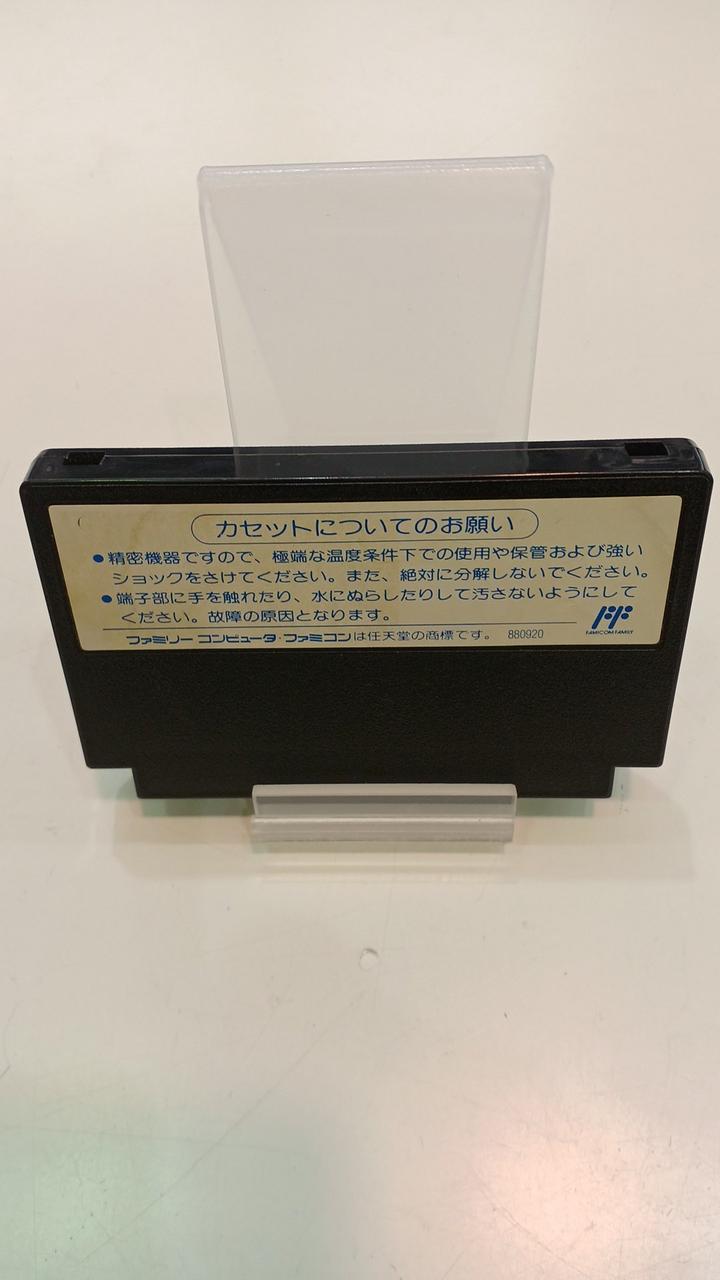 カセットについてのお願い
●精密機器ですので、極端な温度条件下での使用や保管および強い
ショックをさけてください。また、絶対に分解しないでください。
●端子部に手を触れたり、水にぬらしたりして汚さないようにして
ください。故障の原因となります。
ファミリー コンピュータ・ファミコンは任天堂の商標です。 880920
FF
FAMICOM FAMILY